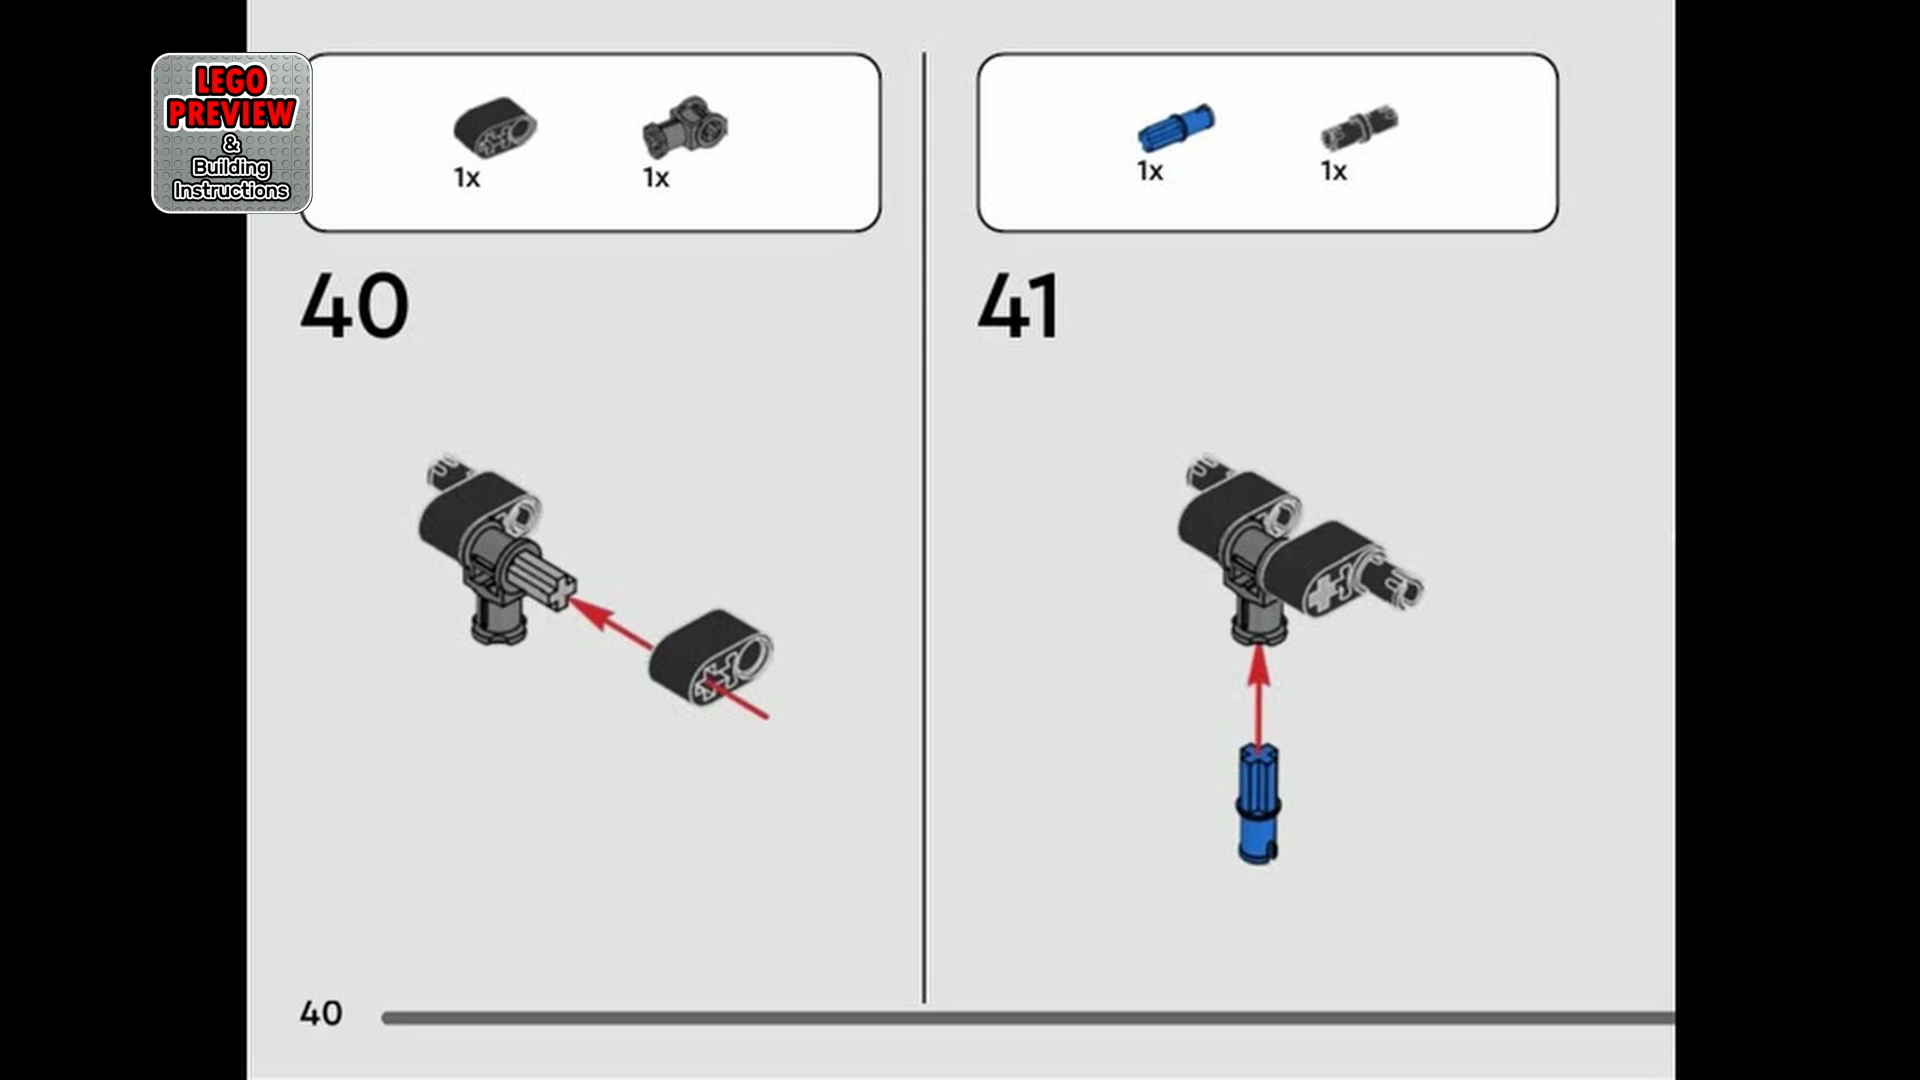 LEGO
PREVIEW
&
Building
Instructions
1x 1x
40
1x 1x
41
40